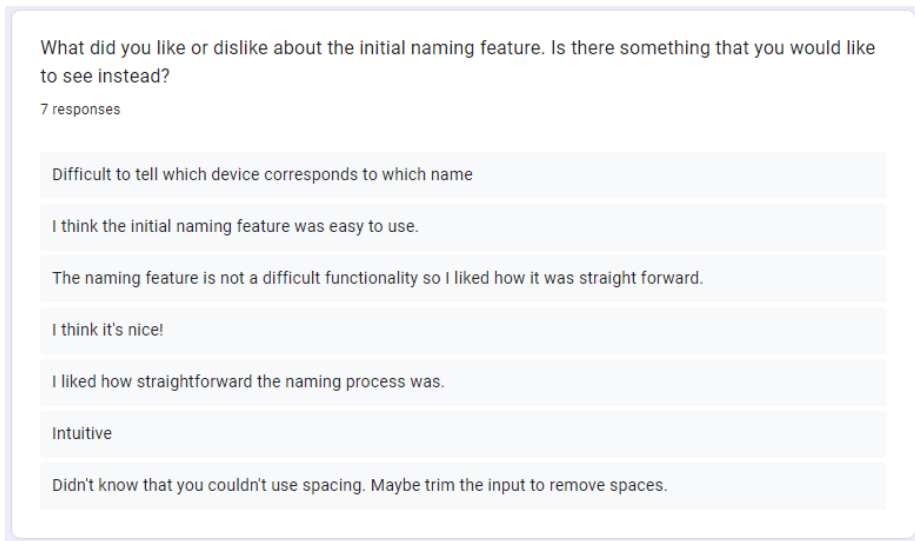 What did you like or dislike about the initial naming feature. Is there something that you would like
to see instead?
7 responses
Difficult to tell which device corresponds to which name
I think the initial naming feature was easy to use.
The naming feature is not a difficult functionality so I liked how it was straight forward.
I think it's nice!
I liked how straightforward the naming process was.
Intuitive
Didn't know that you couldn't use spacing. Maybe trim the input to remove spaces.